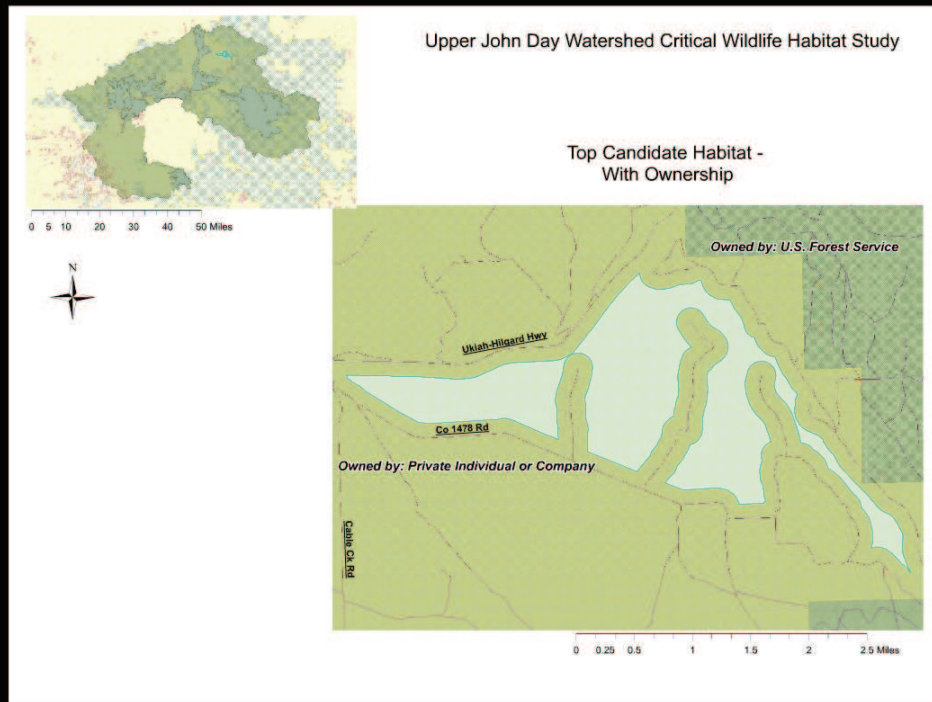 Upper John Day Watershed Critical Wildlife Habitat Study
0 5 10 20 30 40 50 Miles
N
Top Candidate Habitat -
With Ownership
Owned by: U.S. Forest Service
Ukiah-Hilgard Hwy
Co 1478 Rd
Owned by: Private Individual or Company
Cable Ck Rd
0 0.25 0.5 1 1.5 2 2.5 Miles